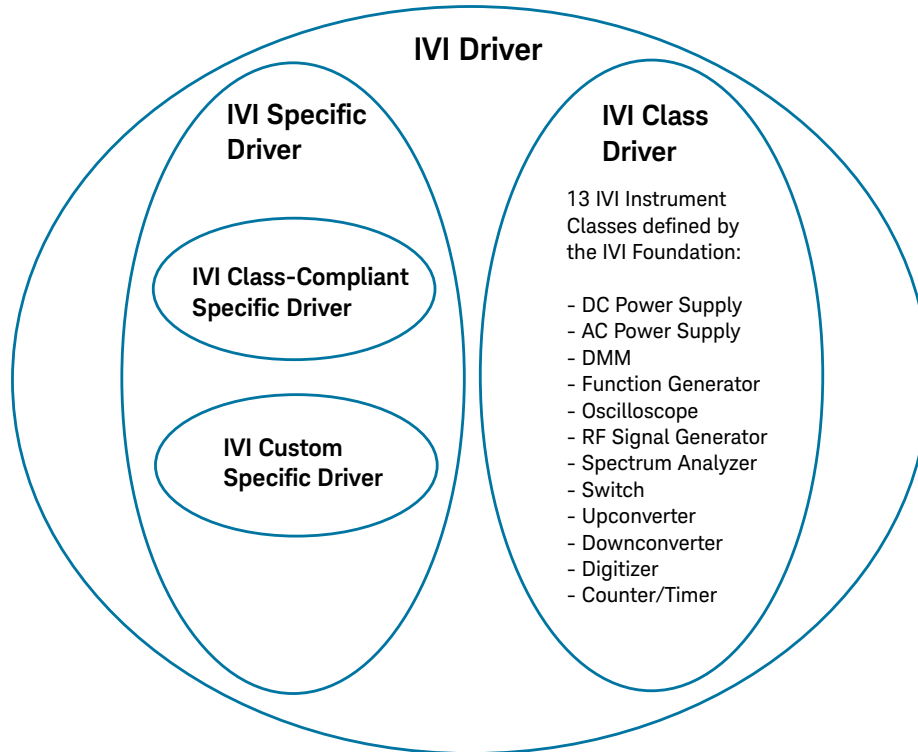 IVI Driver
IVI Specific
Driver
IVI Class-Compliant
Specific Driver
IVI Custom
Specific Driver
IVI Class
Driver
13 IVI Instrument
Classes defined by
the IVI Foundation:
- DC Power Supply
- AC Power Supply
- DMM
- Function Generator
- Oscilloscope
- RF Signal Generator
- Spectrum Analyzer
- Switch
- Upconverter
- Downconverter
- Digitizer
- Counter/Timer